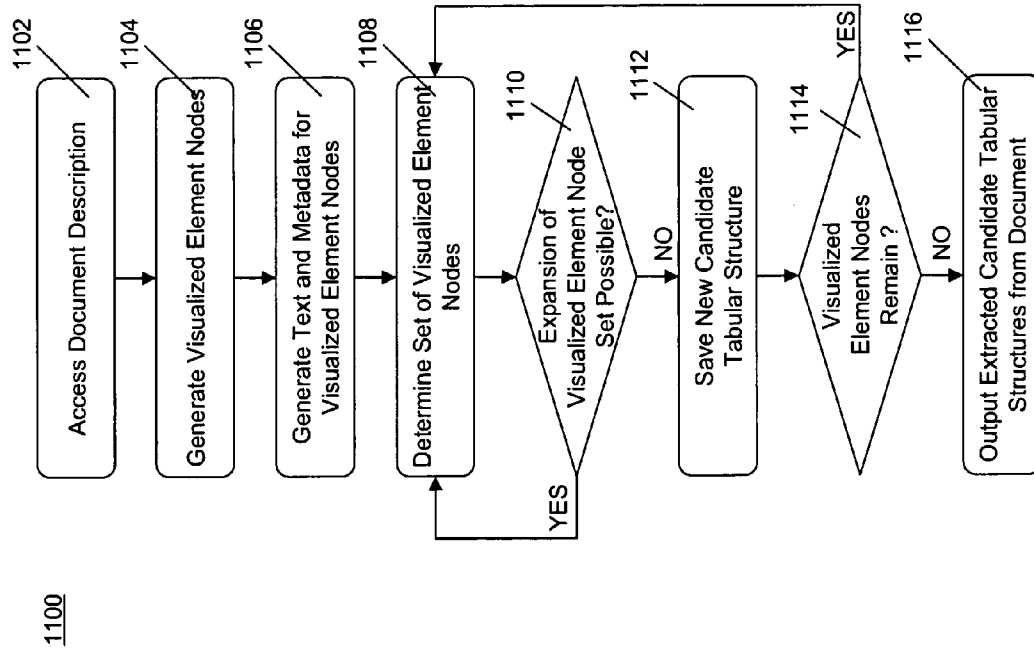 1100
Access Document Description
1102
Generate Visualized Element Nodes
1104
Generate Text and Metadata for
Visualized Element Nodes
1106
Determine Set of Visualized Element
Nodes
1108
Expansion of
Visualized Element Node
Set Possible?
1110
YES
NO
Save New Candidate
Tabular Structure
1112
Visualized
Element Nodes
Remain ?
1114
YES
NO
Output Extracted Candidate Tabular
Structures from Document
1116